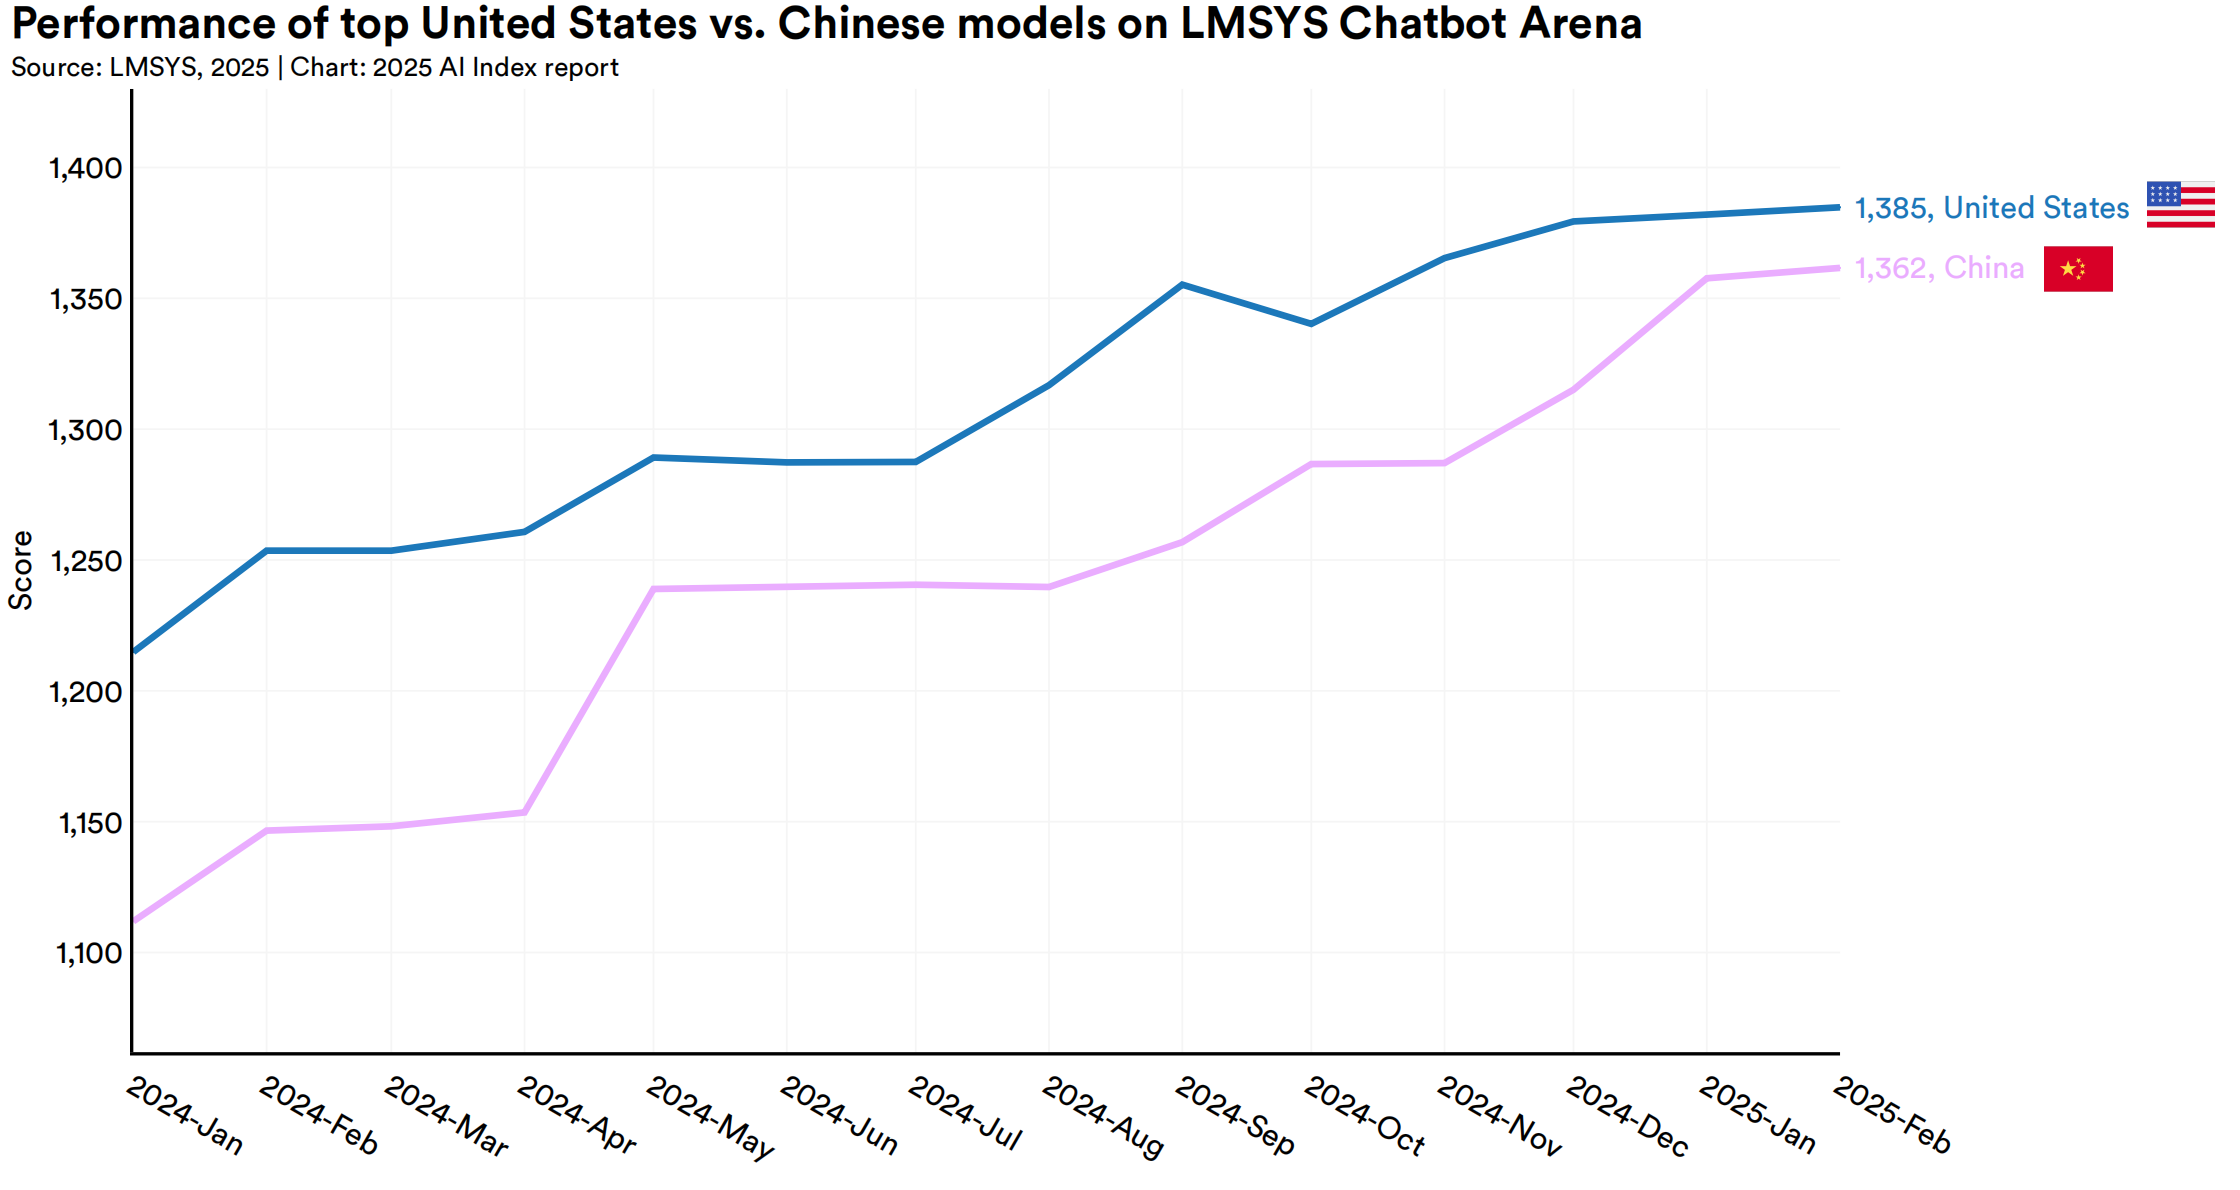 Performance of top United States vs. Chinese models on LMSYS Chatbot Arena
Source: LMSYS, 2025 | Chart: 2025 AI Index report
1,400
1,350
1,300
1,250
1,200
1,150
1,100
Score
1,385, United States
1,362, China
2024-Jan
2024-Feb
2024-Mar
2024-Apr
2024-May
2024-Jun
2024-Jul
2024-Aug
2024-Sep
2024-Oct
2024-Nov
2024-Dec
2025-Jan
2025-Feb